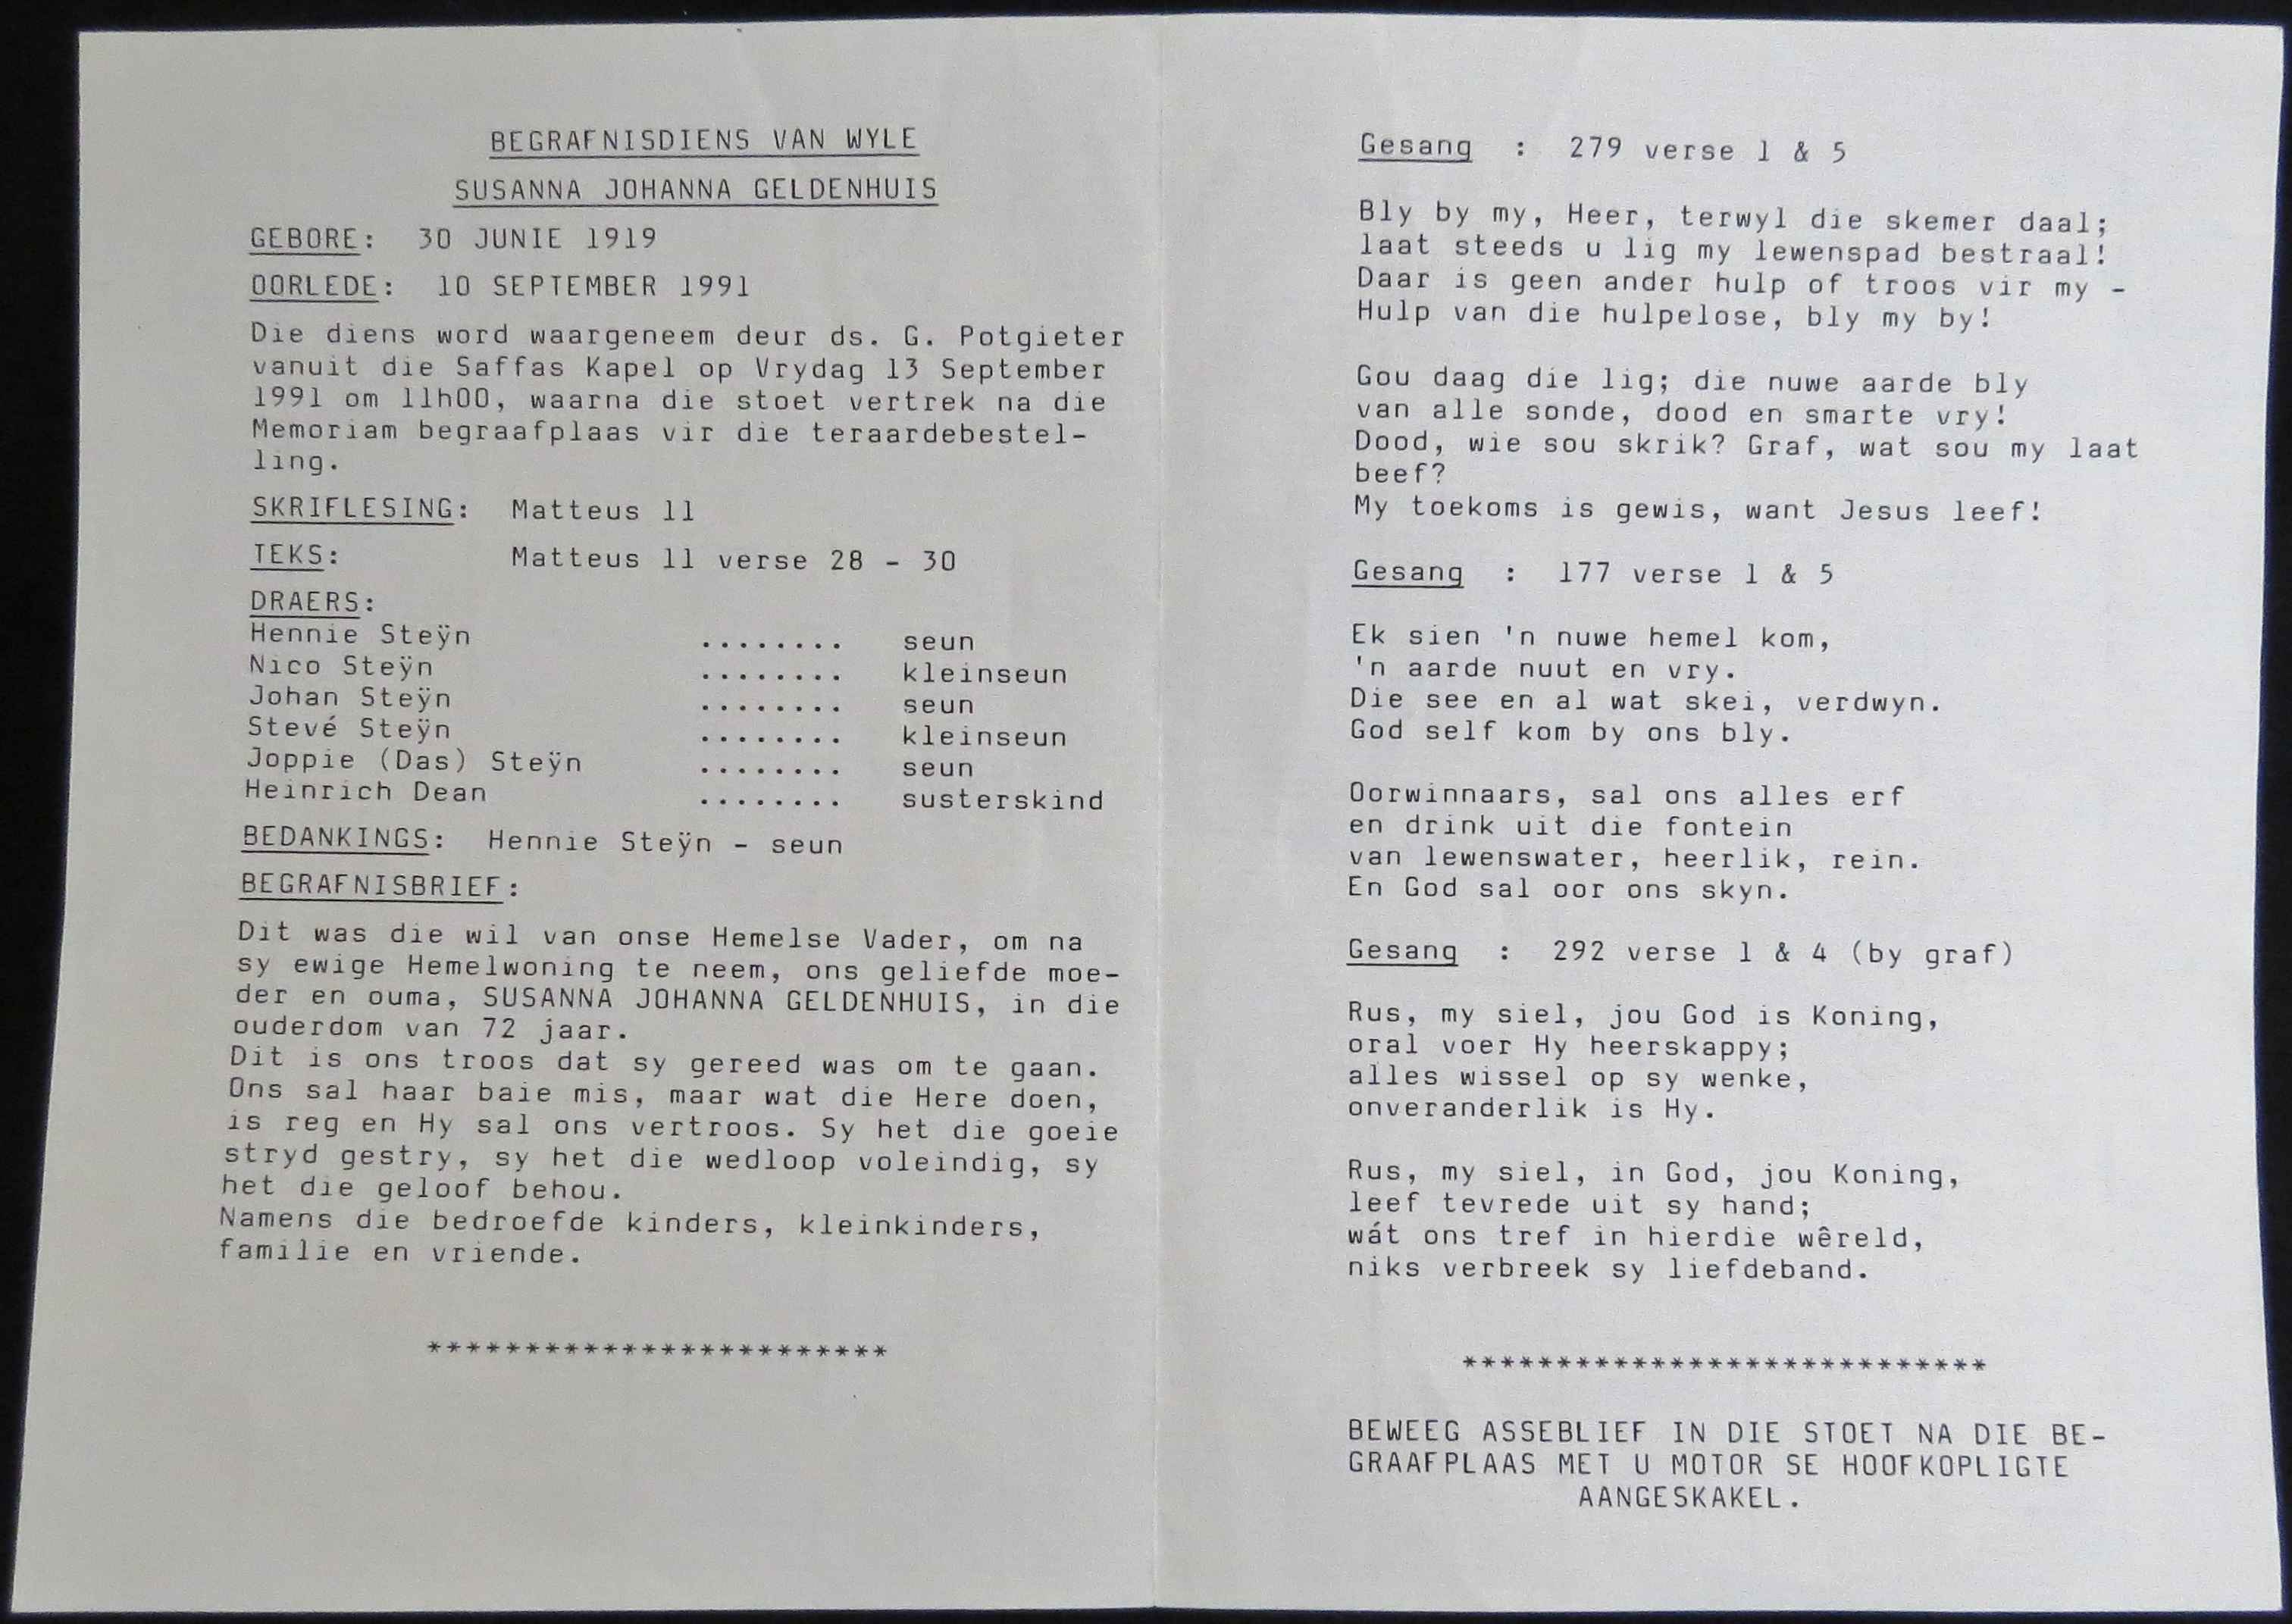 BEGRAFNISDIENS VAN WYLE
SUSANNA JOHANNA GELDENHUIS
GEBORE: 30 JUNIE 1919
OORLEDE: 10 SEPTEMBER 1991
Die diens word waargeneem deur ds. G. Potgieter
vanuit die Saffas Kapel op Vrydag 13 September
1991 om 11h00, waarna die stoet vertrek na die
Memoriam begraafplaas vir die teraardebestel-
ling.
SKRIFLESING: Matteus 11
TEKS: Matteus 11 verse 28 - 30
DRAERS:
Hennie Steÿn ........ seun
Nico Steÿn ........ kleinseun
Johan Steÿn ........ seun
Stevé Steÿn ........ kleinseun
Joppie (Das) Steÿn ........ seun
Heinrich Dean ........ susterskind
BEDANKINGS: Hennie Steÿn - seun
BEGRAFNISBRIEF:
Dit was die wil van onse Hemelse Vader, om na
sy ewige Hemelwoning te neem, ons geliefde moe-
der en ouma, SUSANNA JOHANNA GELDENHUIS, in die
ouderdom van 72 jaar.
Dit is ons troos dat sy gereed was om te gaan.
Ons sal haar baie mis, maar wat die Here doen,
is reg en Hy sal ons vertroos. Sy het die goeie
stryd gestry, sy het die wedloop voleindig, sy
het die geloof behou.
Namens die bedroefde kinders, kleinkinders,
familie en vriende.
************************
Gesang : 279 verse 1 & 5
Bly by my, Heer, terwyl die skemer daal;
laat steeds u lig my lewenspad bestraal!
Daar is geen ander hulp of troos vir my -
Hulp van die hulpelose, bly my by!
Gou daag die lig; die nuwe aarde bly
van alle sonde, dood en smarte vry!
Dood, wie sou skrik? Graf, wat sou my laat
beef?
My toekoms is gewis, want Jesus leef!
Gesang : 177 verse 1 & 5
Ek sien 'n nuwe hemel kom,
'n aarde nuut en vry.
Die see en al wat skei, verdwyn.
God self kom by ons bly.
Oorwinnaars, sal ons alles erf
en drink uit die fontein
van lewenswater, heerlik, rein.
En God sal oor ons skyn.
Gesang : 292 verse 1 & 4 (by graf)
Rus, my siel, jou God is Koning,
oral voer Hy heerskappy;
alles wissel op sy wenke,
onveranderlik is Hy.
Rus, my siel, in God, jou Koning,
leef tevrede uit sy hand;
wát ons tref in hierdie wêreld,
niks verbreek sy liefdeband.
****************************
BEWEEG ASSEBLIEF IN DIE STOET NA DIE BE-
GRAAFPLAAS MET U MOTOR SE HOOFKOPLIGTE
AANGESKAKEL.